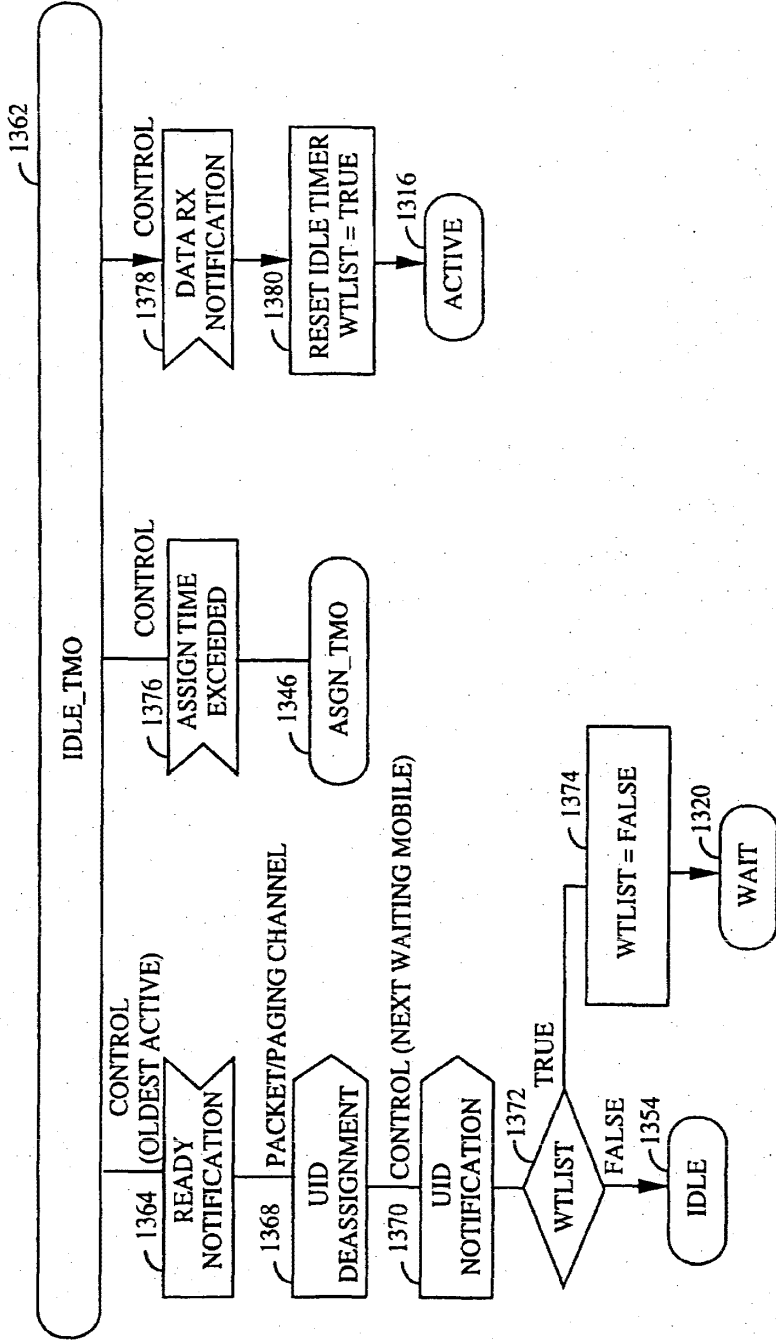 1362
IDLE_TMO
CONTROL
(OLDEST ACTIVE)
1364
READY
NOTIFICATION
PACKET/PAGING CHANNEL
1368
UID
DEASSIGNMENT
CONTROL (NEXT WAITING MOBILE)
1370
UID
NOTIFICATION
1372
WTLIST
TRUE
FALSE
1354
IDLE
1374
WTLIST = FALSE
1320
WAIT
CONTROL
1376
ASSIGN TIME
EXCEEDED
1346
ASGN_TMO
CONTROL
1378
DATA RX
NOTIFICATION
1380
RESET IDLE TIMER
WTLIST = TRUE
1316
ACTIVE